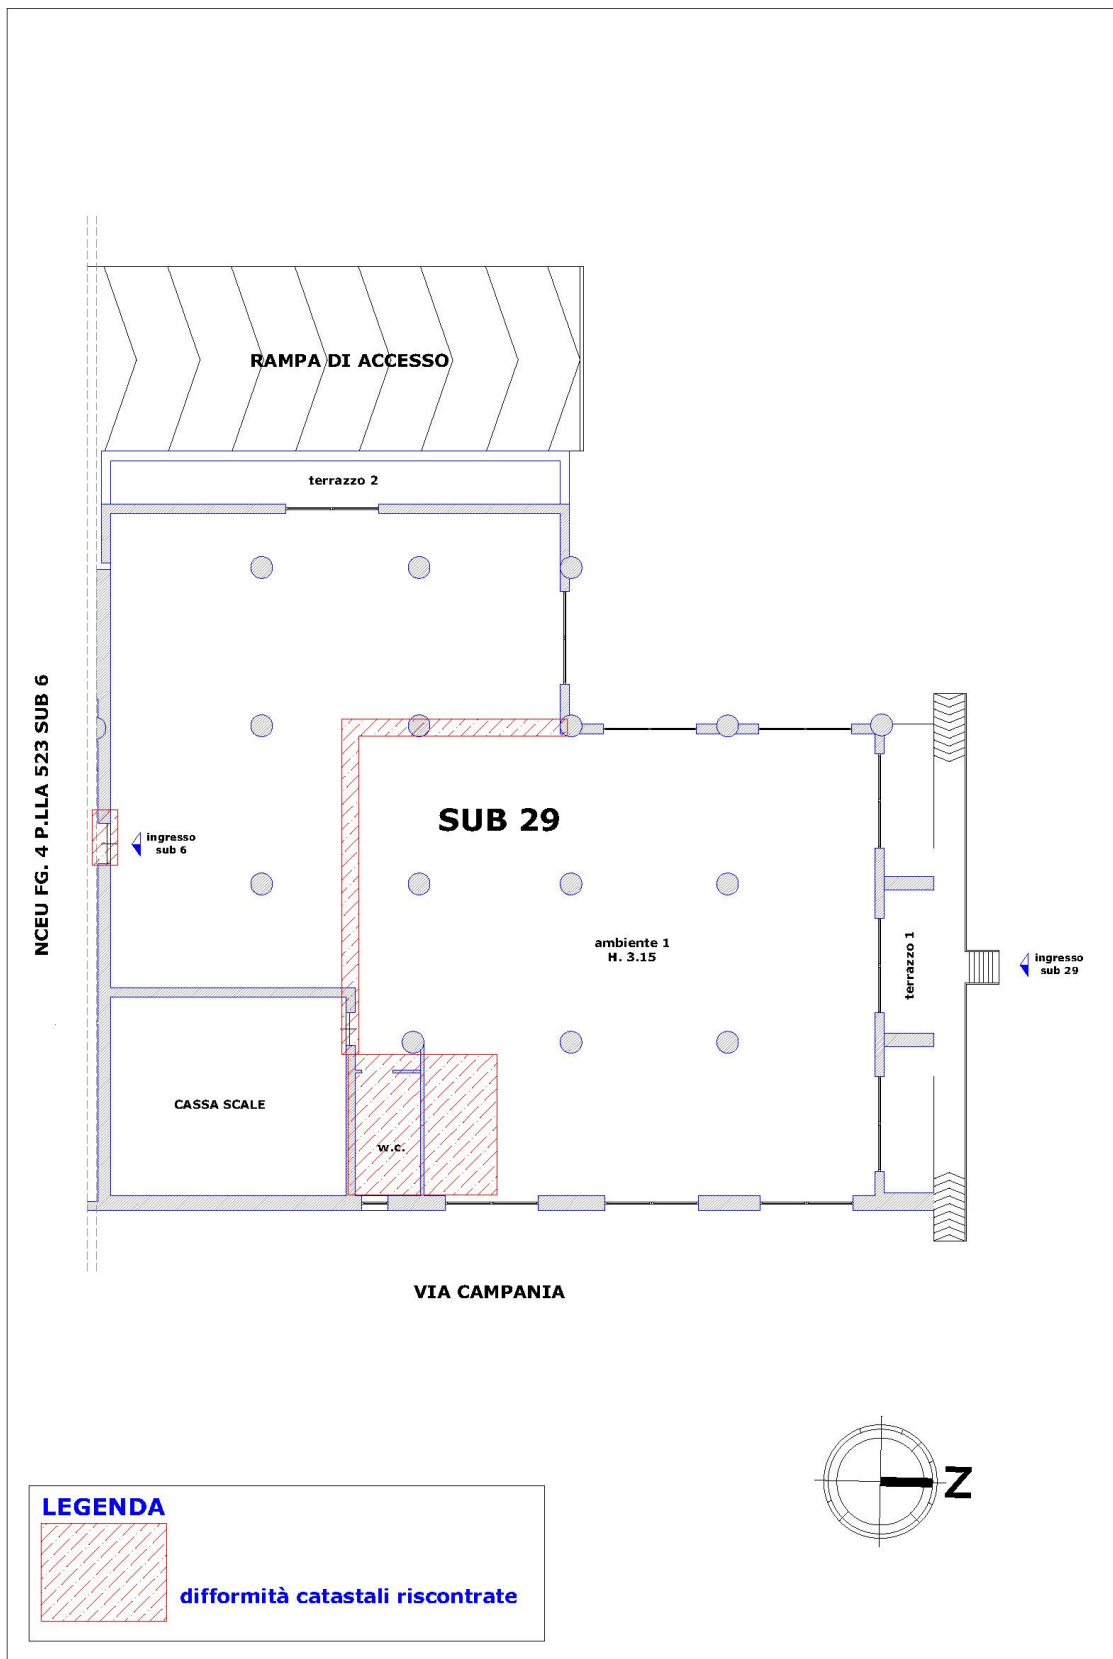 RAMPA DI ACCESSO
terrazzo 2
NCEU FG. 4 P.LLA 523 SUB 6
ingresso
sub 6
SUB 29
ambiente 1
H. 3.15
terrazzo 1
ingresso
sub 29
CASSA SCALE
w.c.
VIA CAMPANIA
N
LEGENDA
difformità catastali riscontrate